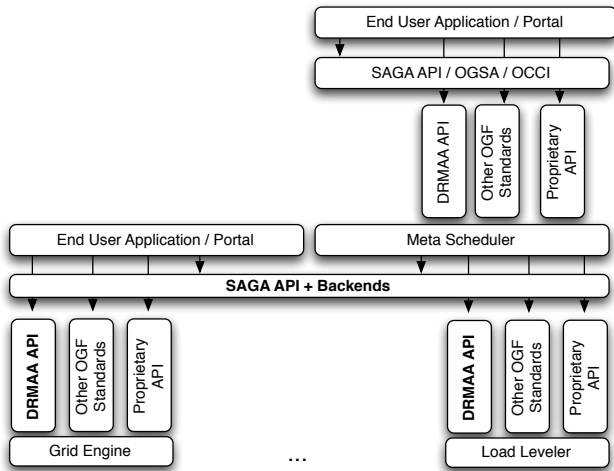 End User Application / Portal
SAGA API / OGSA / OCCI
DRMAA API
Other OGF
Standards
Proprietary
API
End User Application / Portal
Meta Scheduler
SAGA API + Backends
DRMAA API
Other OGF
Standards
Proprietary
API
DRMAA API
Other OGF
Standards
Proprietary
API
Grid Engine
...
Load Leveler